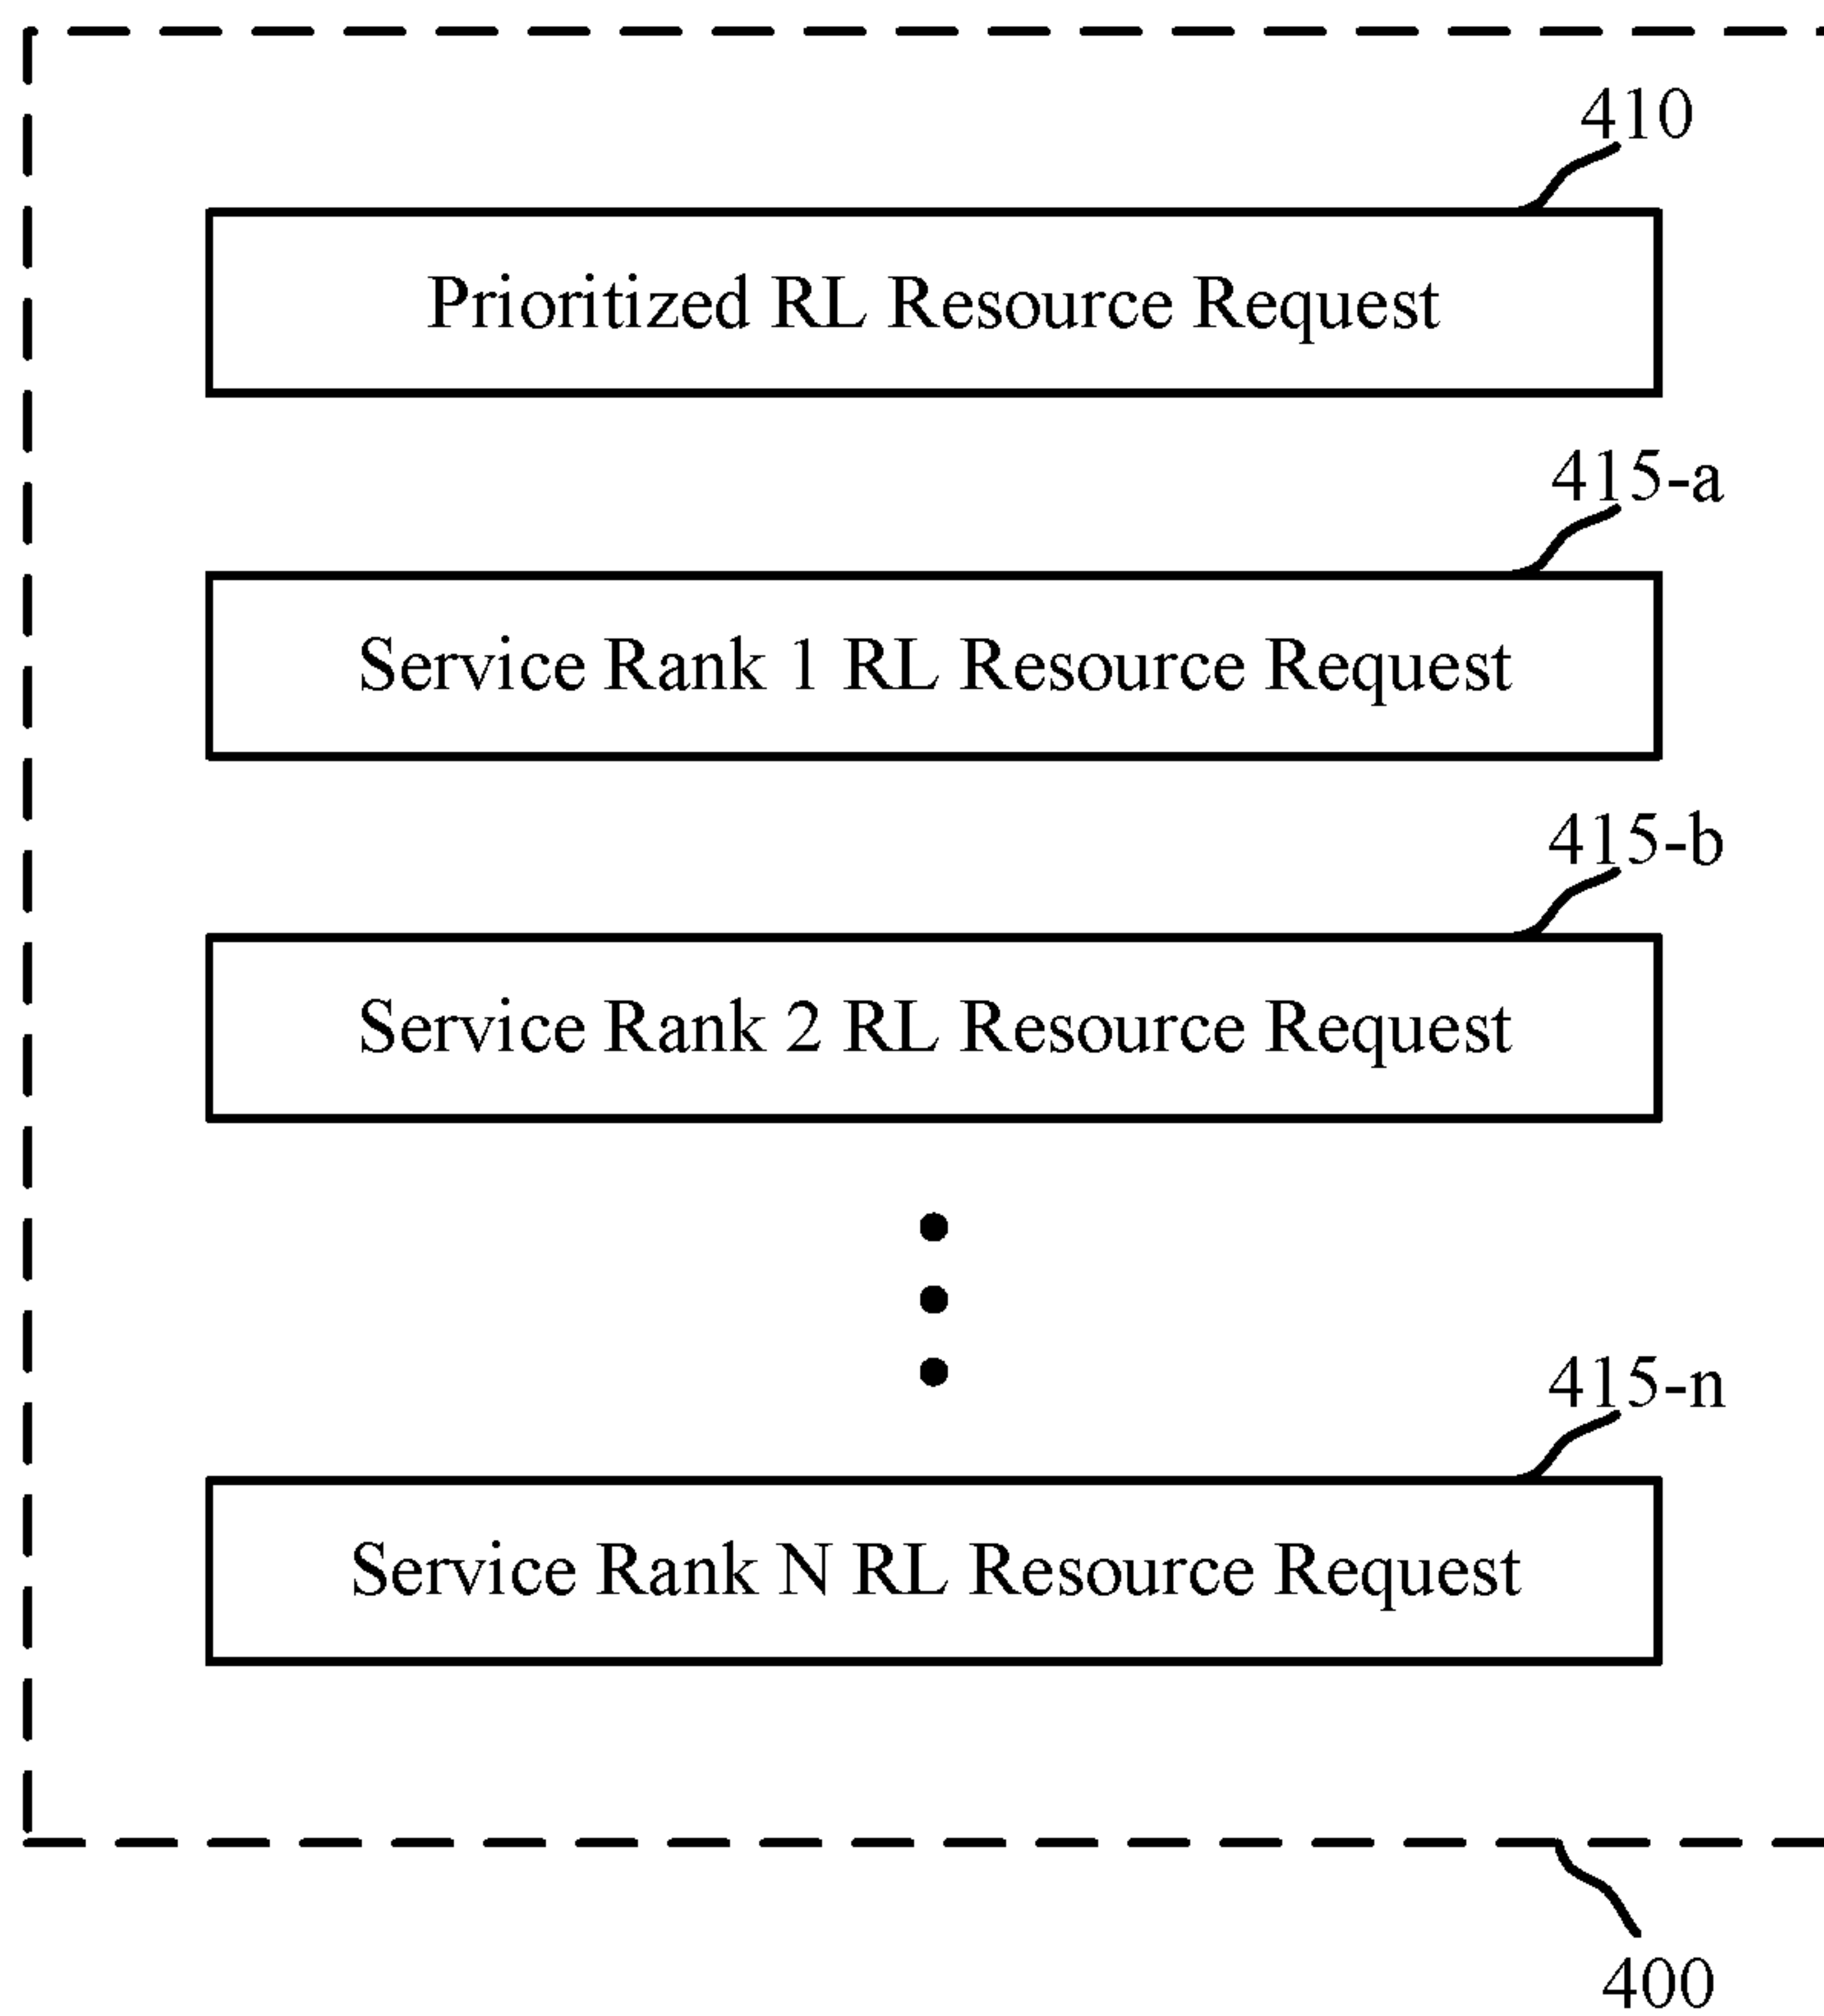 410
Prioritized RL Resource Request
415-a
Service Rank 1 RL Resource Request
415-b
Service Rank 2 RL Resource Request
415-n
Service Rank N RL Resource Request
400